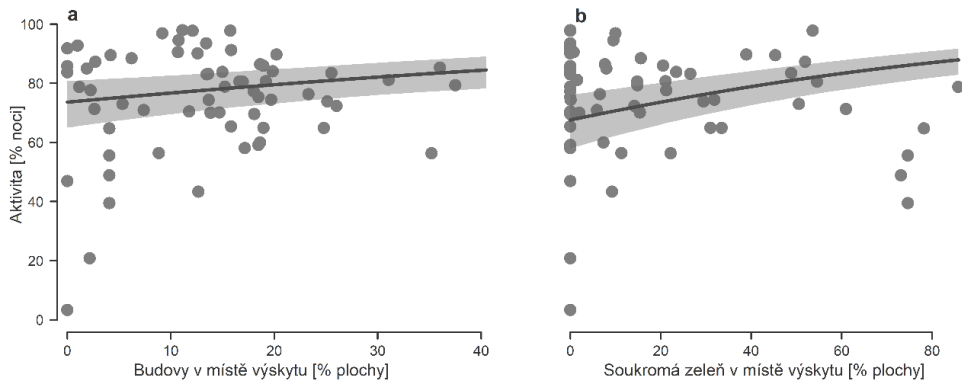 a
b
100
80
60
40
20
0
Aktivita [% noci]
0 10 20 30 40
Budovy v místě výskytu [% plochy]
0 20 40 60 80
Soukromá zeleň v místě výskytu [% plochy]